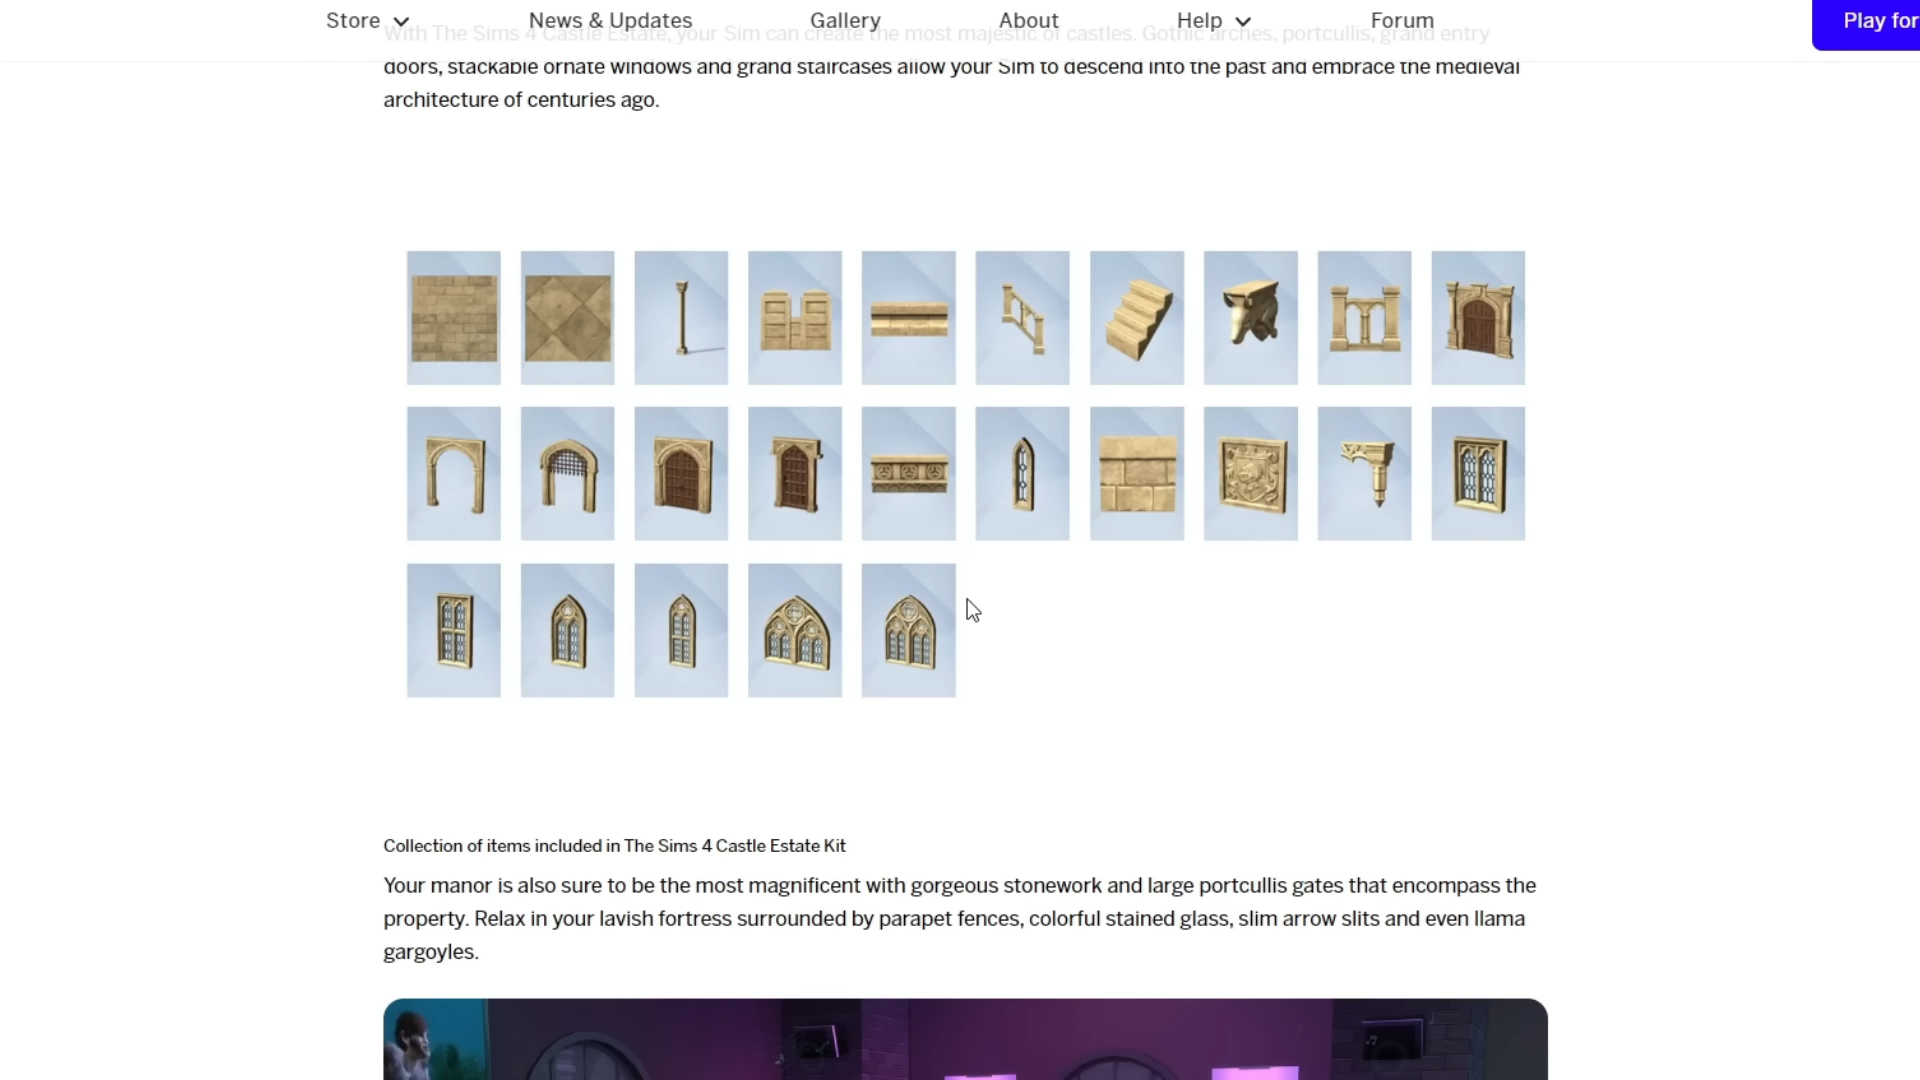 Store News & Updates Gallery About Help Forum Play for
With The Sims 4 Castle Estate, your Sim can create the most majestic of castles. Gothic arches, portcullis, grand entry
doors, stackable ornate windows and grand staircases allow your Sim to descend into the past and embrace the medieval
architecture of centuries ago.
Collection of items included in The Sims 4 Castle Estate Kit
Your manor is also sure to be the most magnificent with gorgeous stonework and large portcullis gates that encompass the
property. Relax in your lavish fortress surrounded by parapet fences, colorful stained glass, slim arrow slits and even llama
gargoyles.